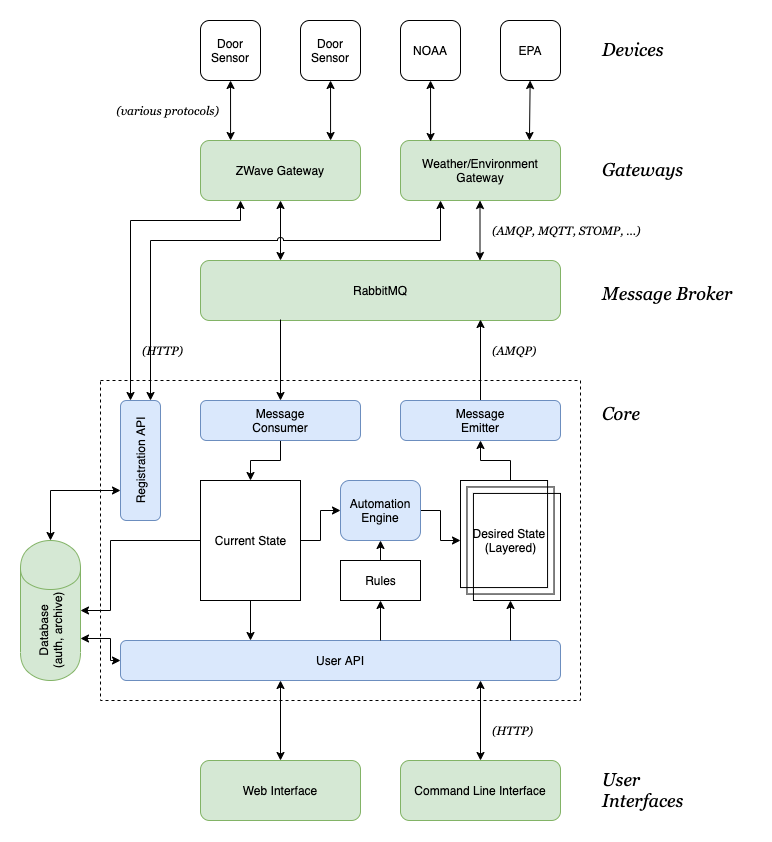 Door
Sensor
Door
Sensor
NOAA
EPA
Devices
(various protocols)
ZWave Gateway
Weather/Environment
Gateway
Gateways
(AMQP, MQTT, STOMP, ...)
RabbitMQ
Message Broker
(HTTP)
(AMQP)
Core
Registration API
Message
Consumer
Message
Emitter
Current State
Automation
Engine
Desired State
(Layered)
Rules
Database
(auth, archive)
User API
(HTTP)
Web Interface
Command Line Interface
User
Interfaces